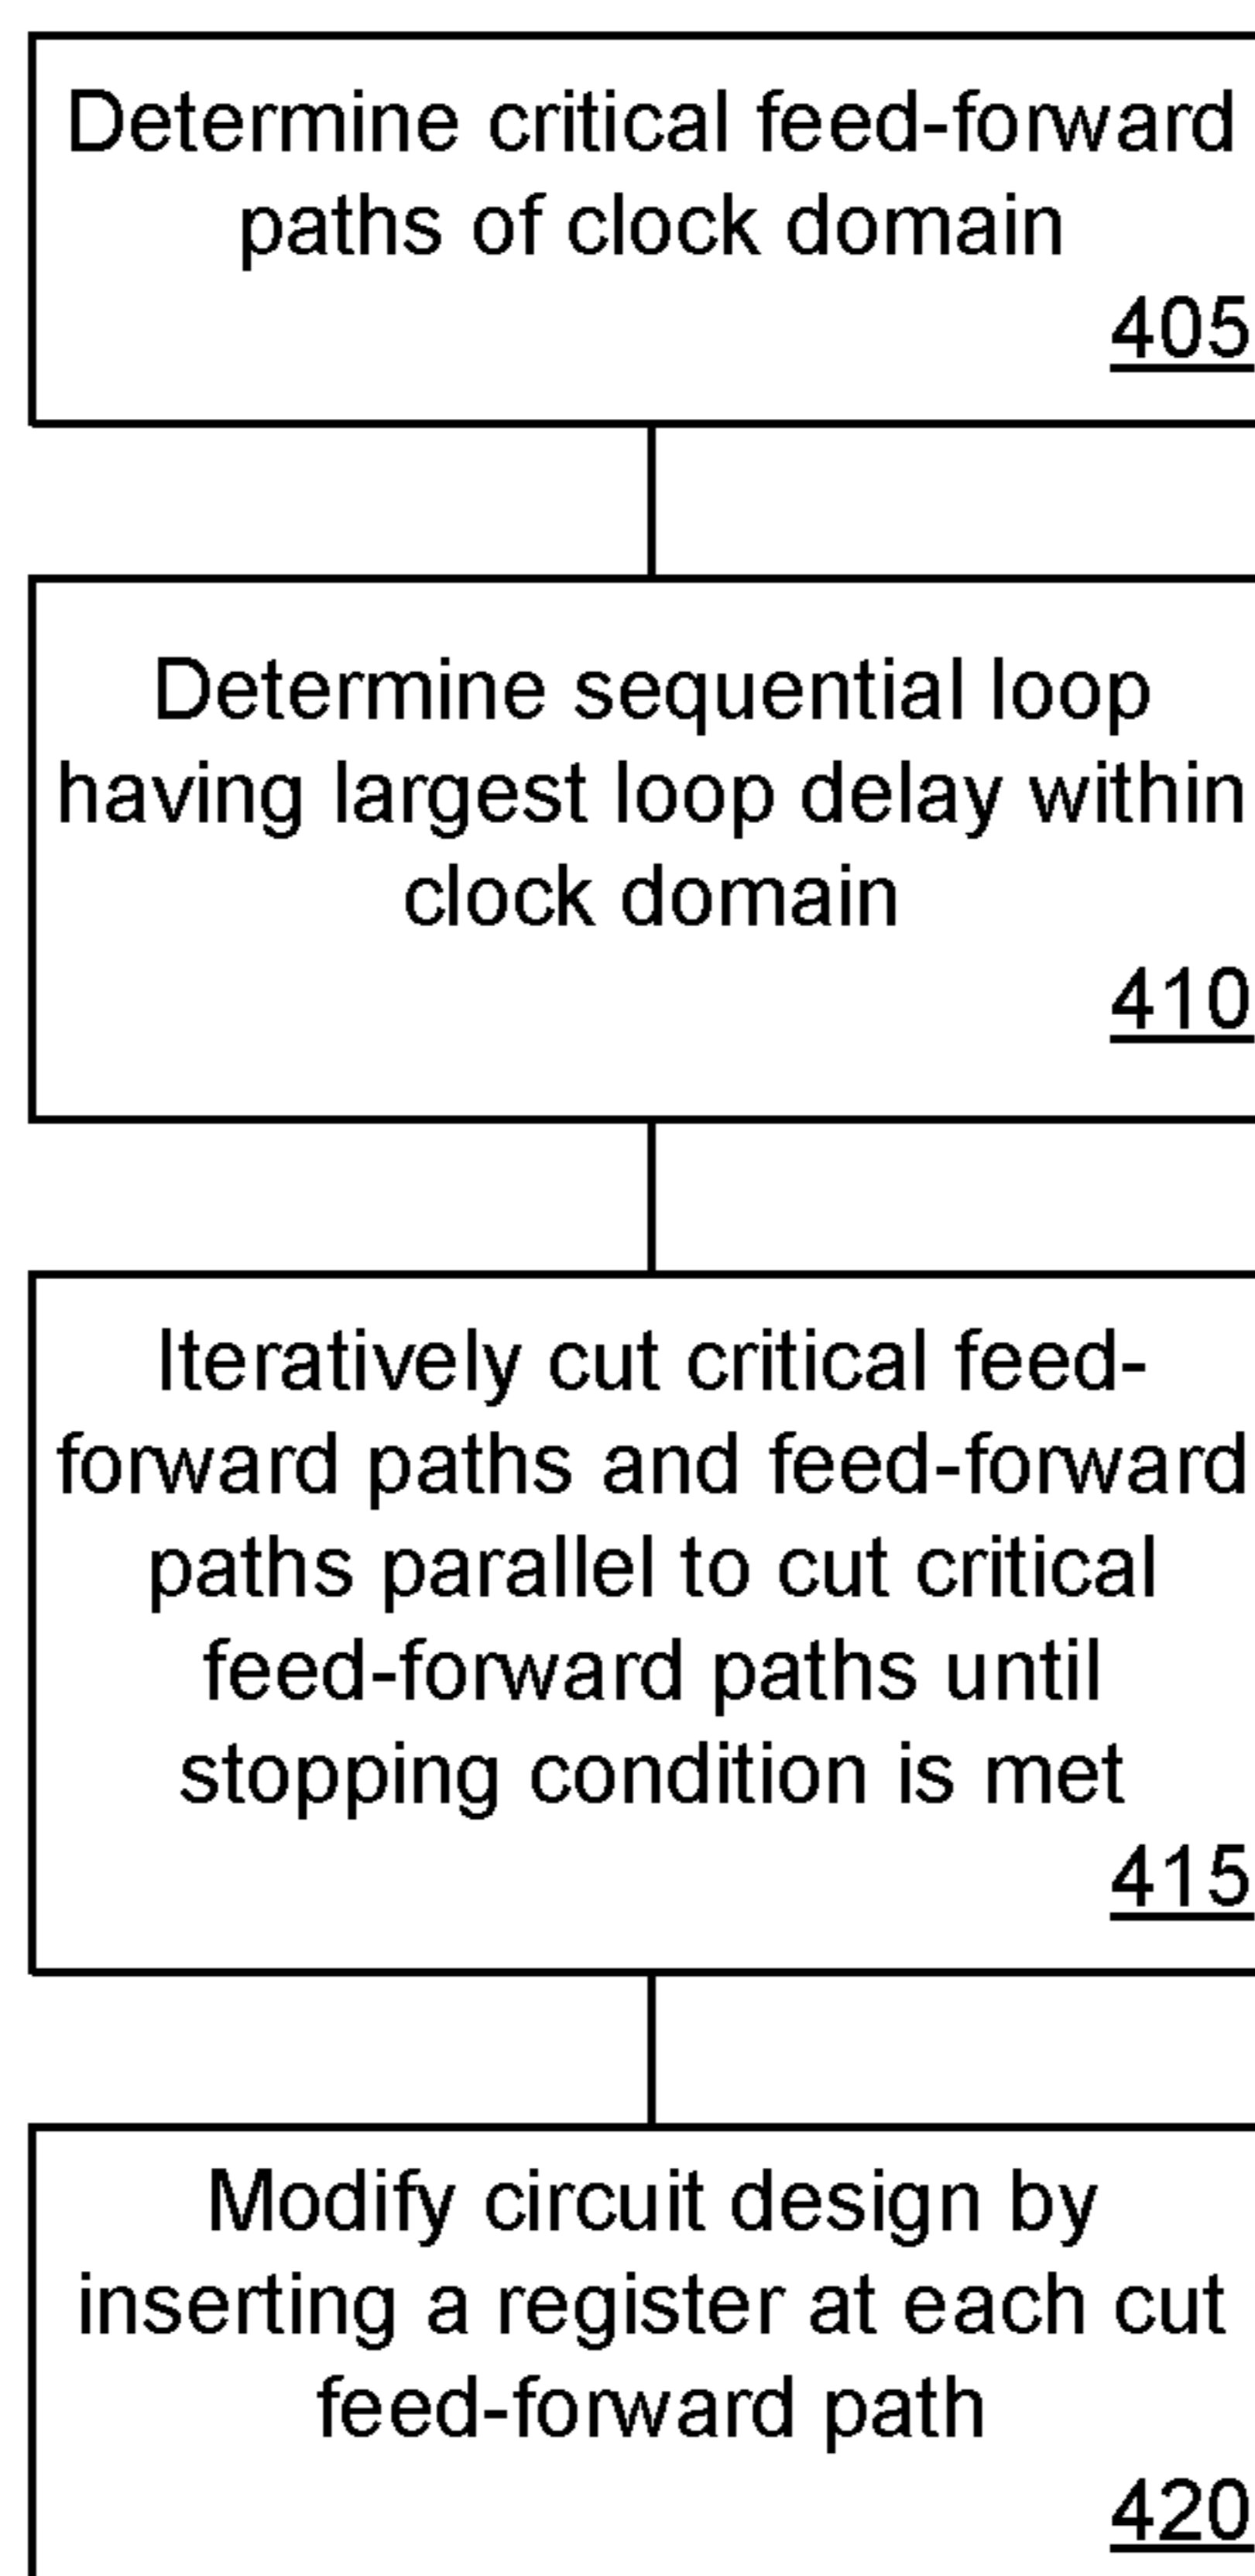 Determine critical feed-forward
paths of clock domain
405
Determine sequential loop
having largest loop delay within
clock domain
410
Iteratively cut critical feed-
forward paths and feed-forward
paths parallel to cut critical
feed-forward paths until
stopping condition is met
415
Modify circuit design by
inserting a register at each cut
feed-forward path
420